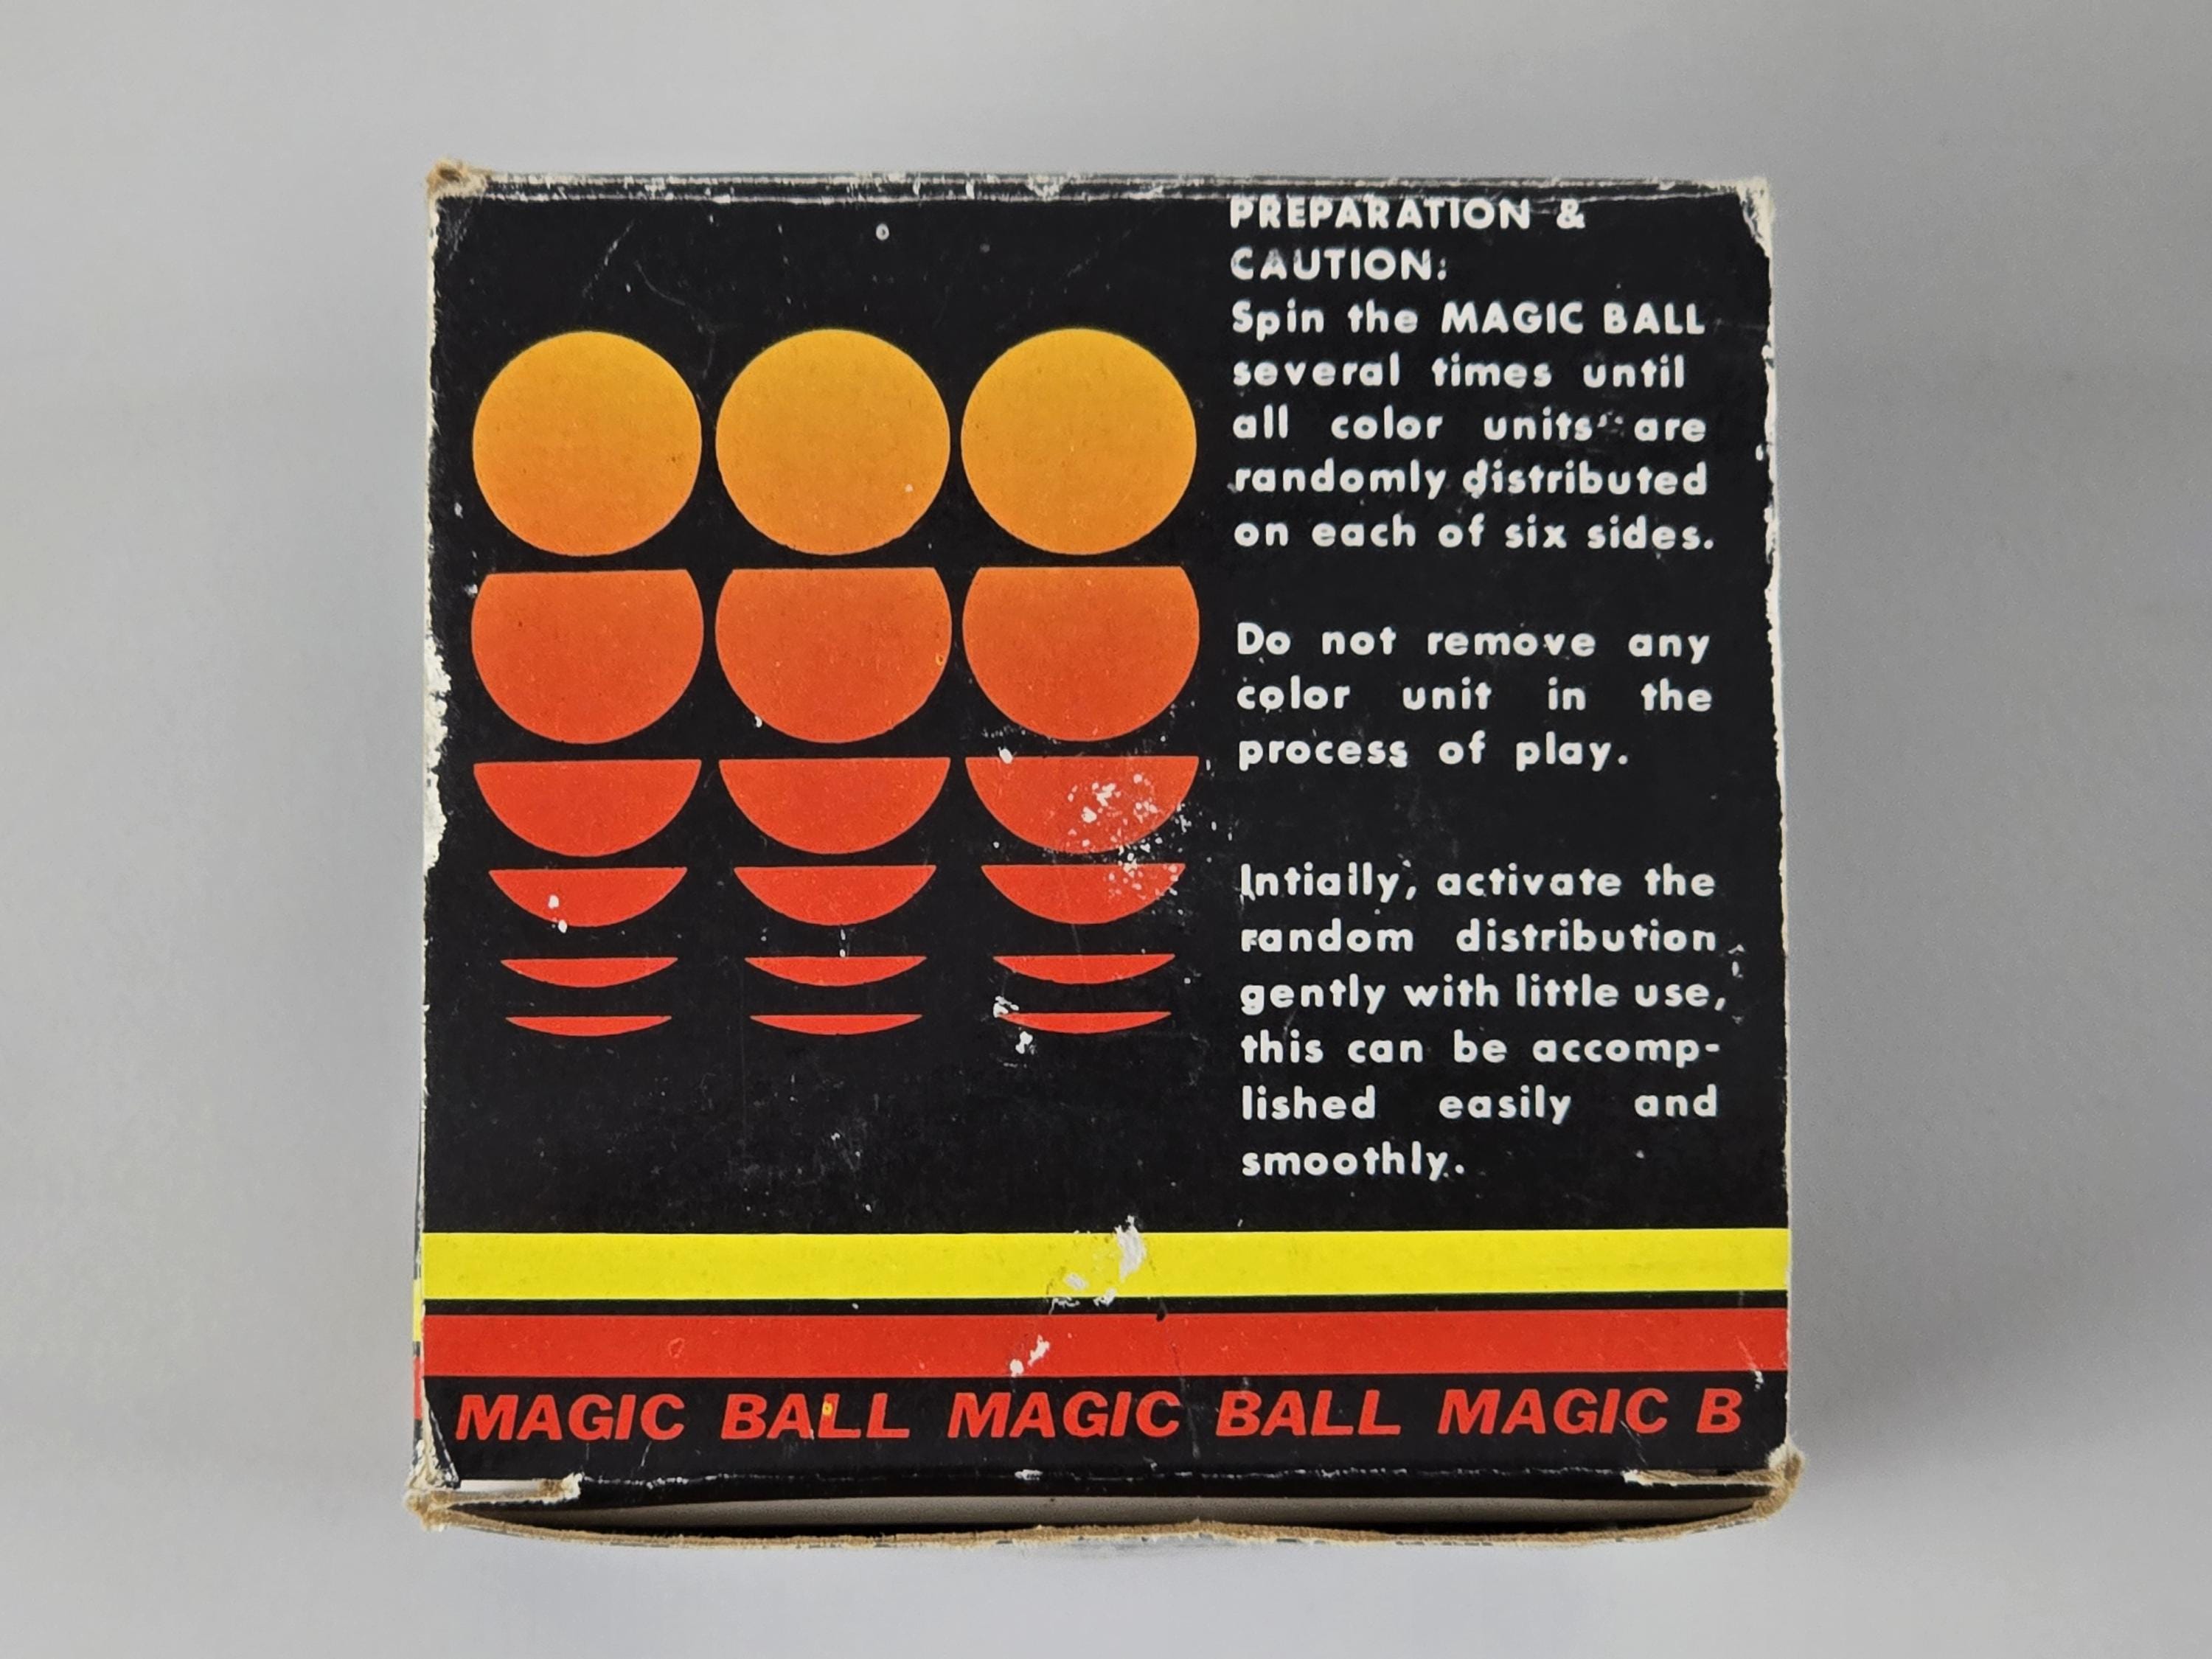 PREPARATION &
CAUTION:
Spin the MAGIC BALL
several times until
all color units are
randomly distributed
on each of six sides.
Do not remove any
color unit in the
process of play.
Intially, activate the
random distribution
gently with little use,
this can be accomp-
lished easily and
smoothly.
MAGIC BALL MAGIC BALL MAGIC B